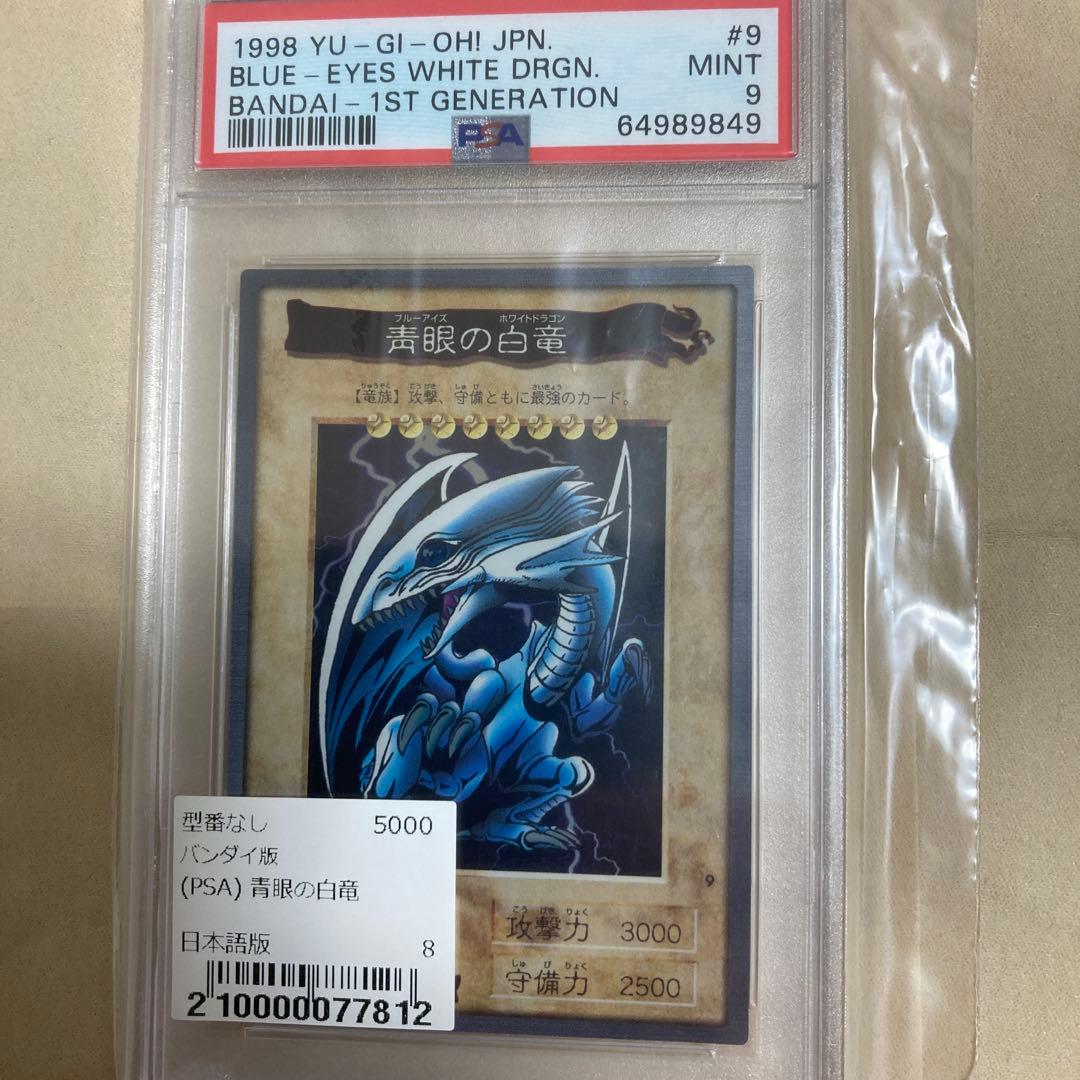 1998 YU-GI-OH! JPN. #9
BLUE-EYES WHITE DRGN. MINT
BANDAI-1ST GENERATION 9
PSA 64989849
ブルーアイズ ホワイトドラゴン
青眼の白竜
りゅうぞく こうげき しゅび さいきょう
【竜族】攻撃、守備ともに最強のカード。
9
こうげきりょく
攻撃力 3000
しゅびりょく
守備力 2500
型番なし 5000
バンダイ版
(PSA) 青眼の白竜
日本語版 8
2100000077812